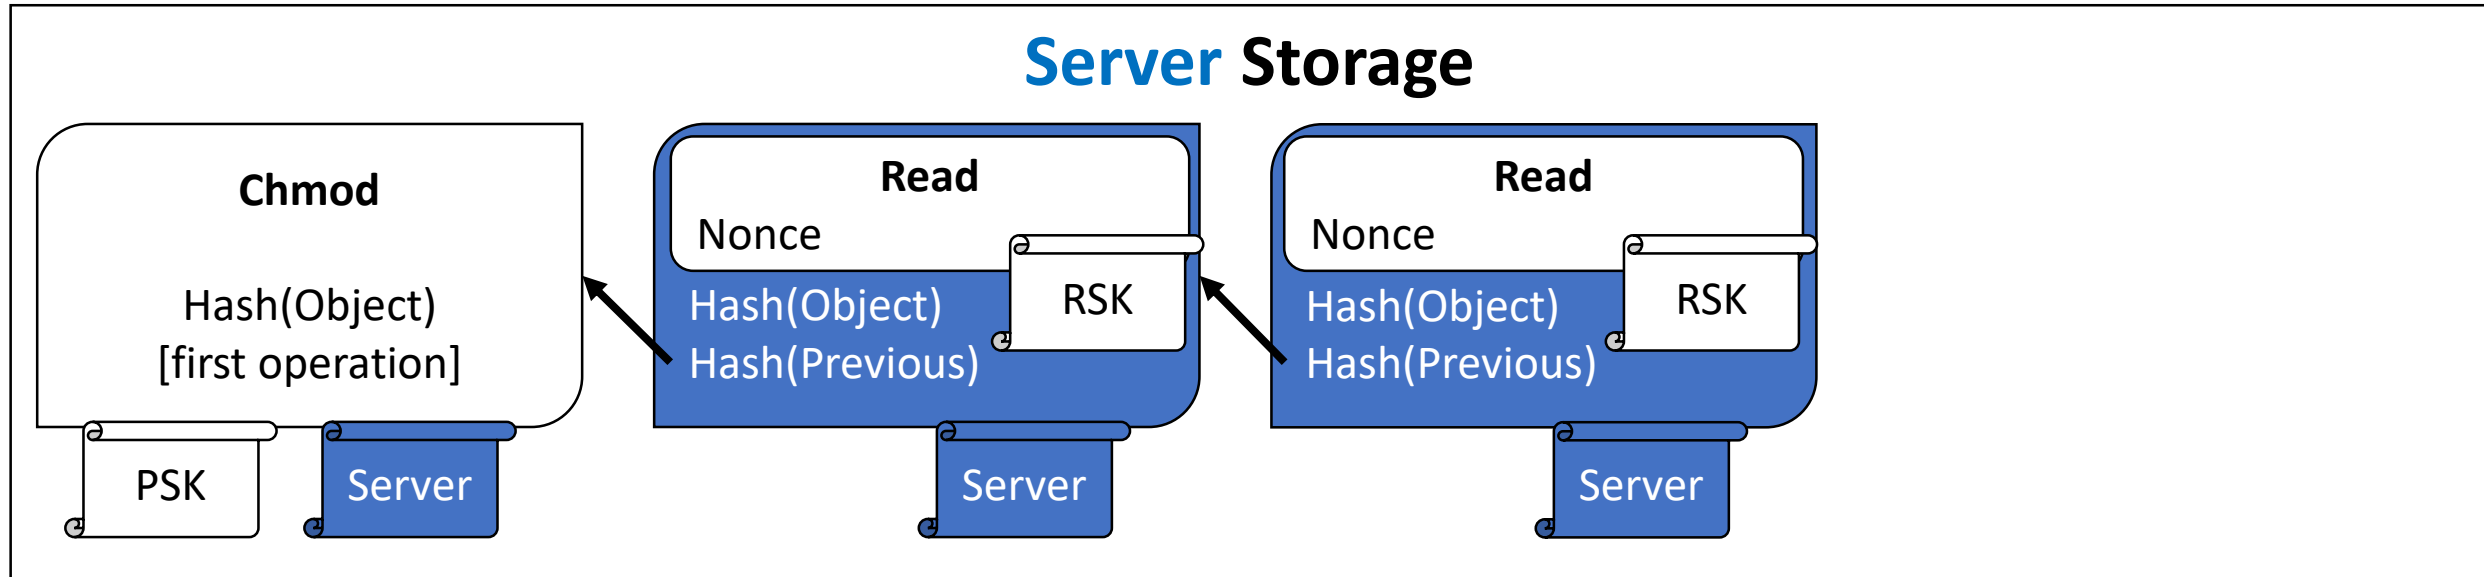 Server Storage
Chmod
Hash(Object)
[first operation]
PSK
Server
Read
Nonce
RSK
Hash(Object)
Hash(Previous)
Server
Read
Nonce
RSK
Hash(Object)
Hash(Previous)
Server